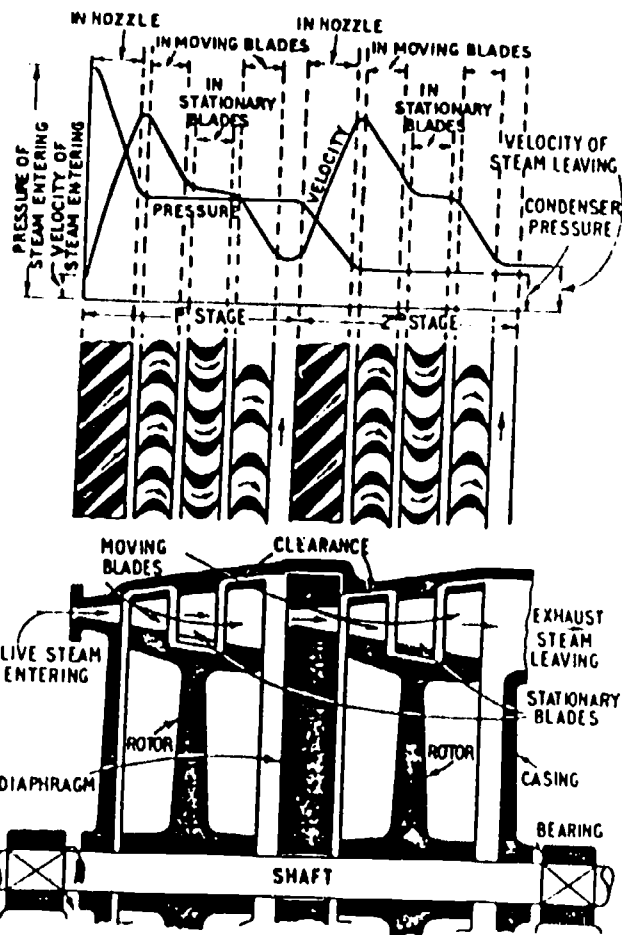 IN NOZZLE
IN MOVING BLADES
IN NOZZLE
IN MOVING BLADES
IN
STATIONARY
BLADES
IN
STATIONARY
BLADES
PRESSURE OF
STEAM ENTERING
VELOCITY OF
STEAM ENTERING
VELOCITY
PRESSURE
VELOCITY OF
STEAM LEAVING
CONDENSER
PRESSURE
STAGE
STAGE
MOVING
BLADES
CLEARANCE
LIVE STEAM
ENTERING
EXHAUST
STEAM
LEAVING
STATIONARY
BLADES
ROTOR
ROTOR
DIAPHRAGM
CASING
BEARING
SHAFT